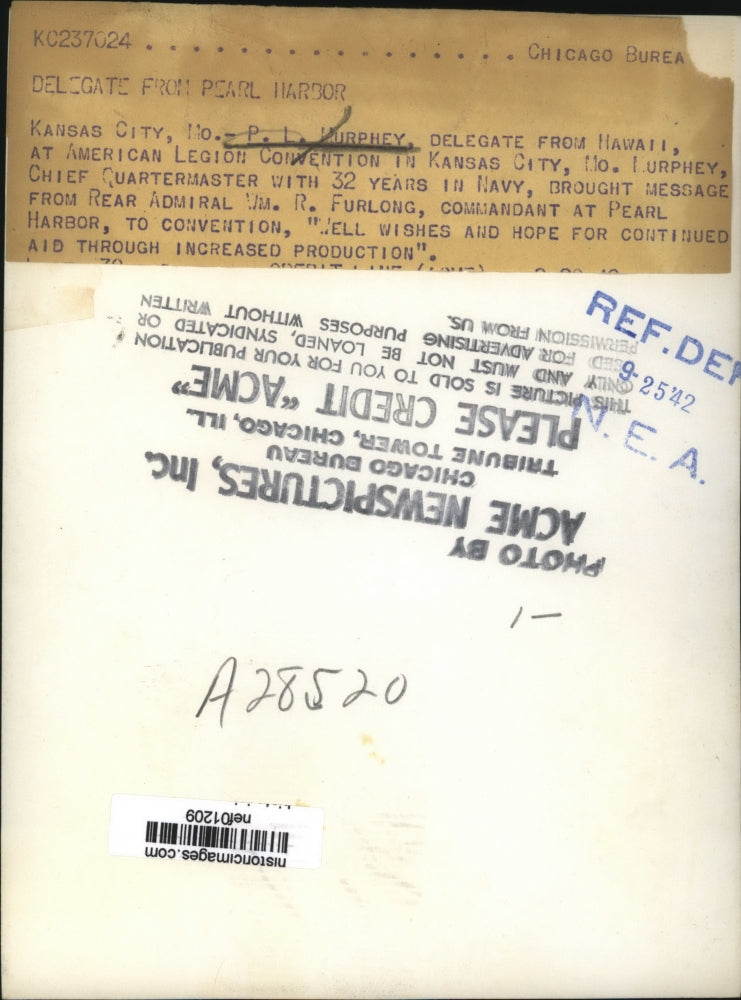 KC237024 . . . . . . . . . . . . . . . . . CHICAGO BUREA
DELEGATE FROM PEARL HARBOR
KANSAS CITY, MO.- P. L. MURPHEY, DELEGATE FROM HAWAII,
AT AMERICAN LEGION CONVENTION IN KANSAS CITY, MO. MURPHEY,
CHIEF QUARTERMASTER WITH 32 YEARS IN NAVY, BROUGHT MESSAGE
FROM REAR ADMIRAL WM. R. FURLONG, COMMANDANT AT PEARL
HARBOR, TO CONVENTION, "WELL WISHES AND HOPE FOR CONTINUED
AID THROUGH INCREASED PRODUCTION".
CREDIT LINE (ACME)
REF. DEP
9-25'42
N. E. A.
PHOTO BY
ACME NEWSPICTURES, Inc.
CHICAGO BUREAU
TRIBUNE TOWER, CHICAGO, ILL.
PLEASE CREDIT "ACME"
THIS PICTURE IS SOLD TO YOU FOR YOUR PUBLICATION
ONLY AND MUST NOT BE LOANED, SYNDICATED OR
USED FOR ADVERTISING PURPOSES WITHOUT WRITTEN
PERMISSION FROM US.
1-
A28520
historicimages.com
nef01209